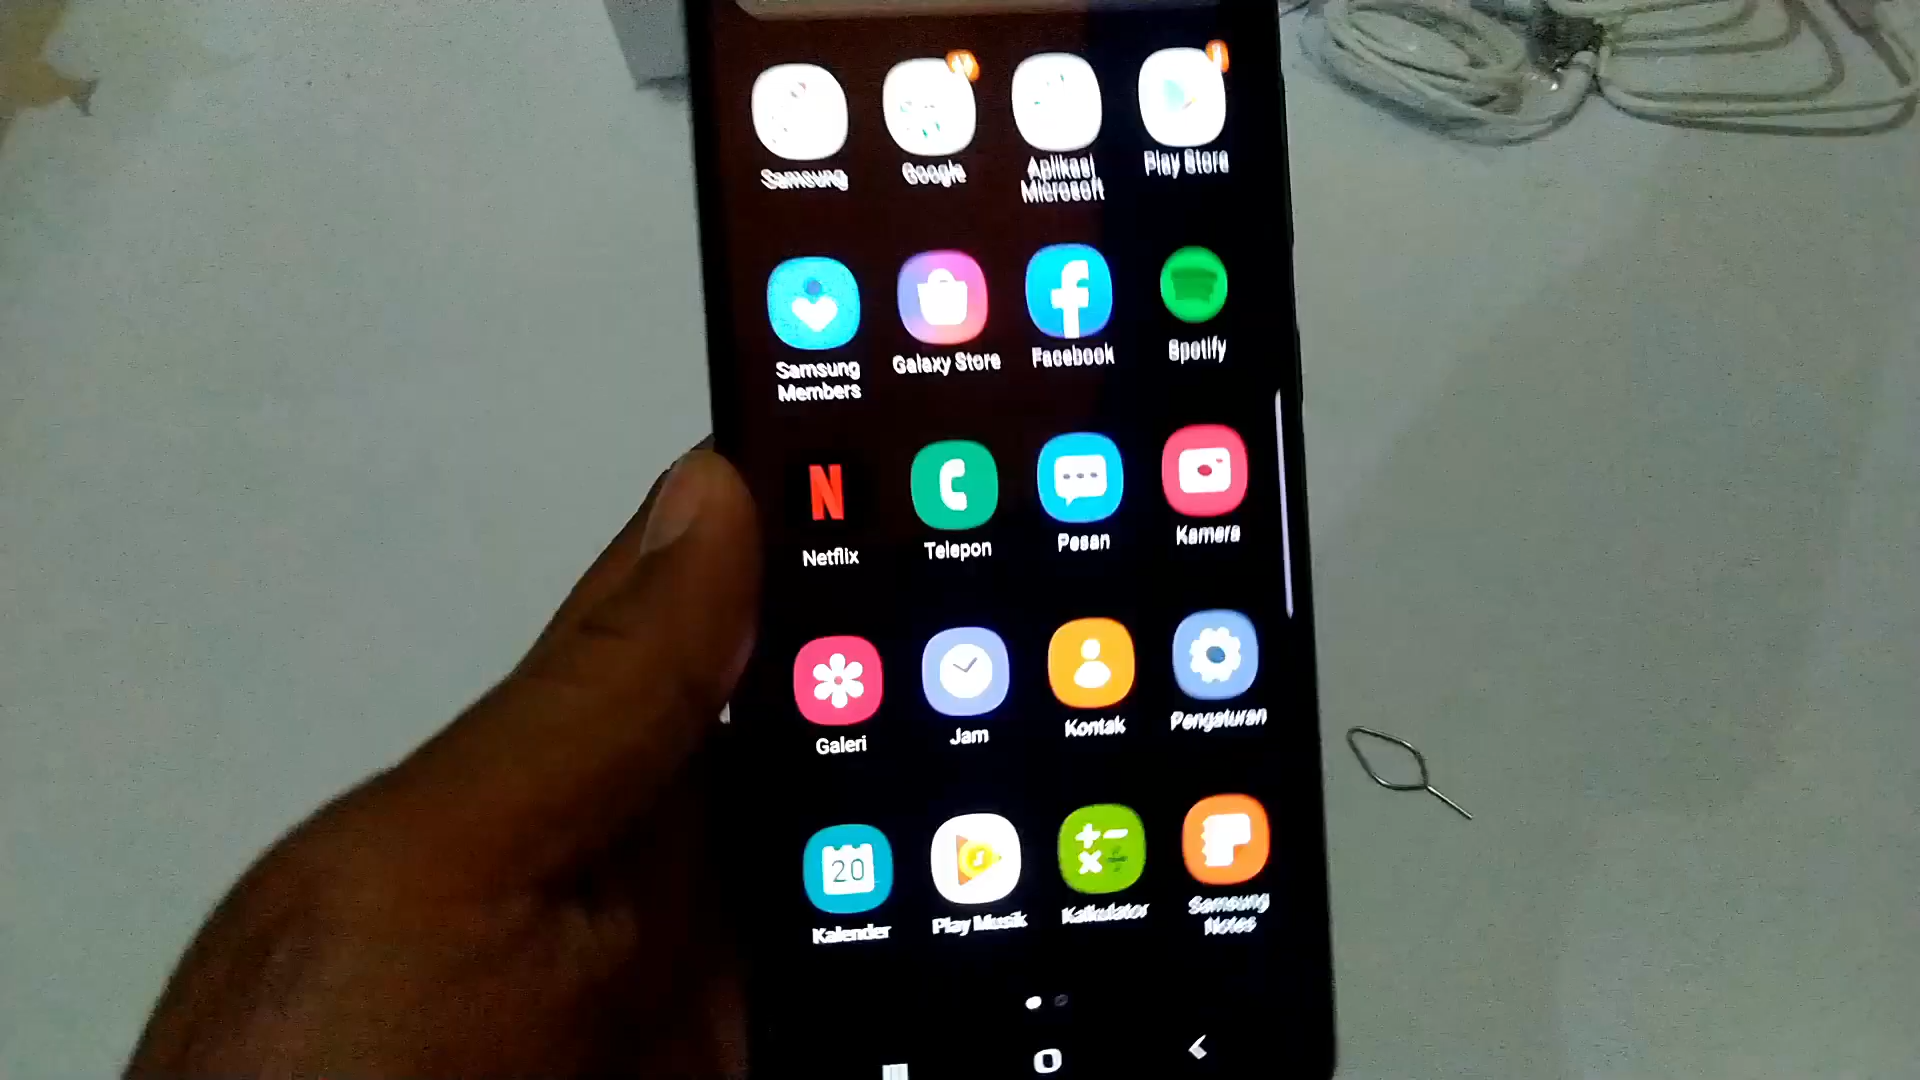 Samsung
Google
Aplikasi
Microsoft
Play Store
Samsung
Members
Galaxy Store
Facebook
Spotify
N
Netflix
Telepon
Pesan
Kamera
Galeri
Jam
Kontak
Pengaturan
20
Kalender
Play Musik
Kalkulator
Samsung
Notes